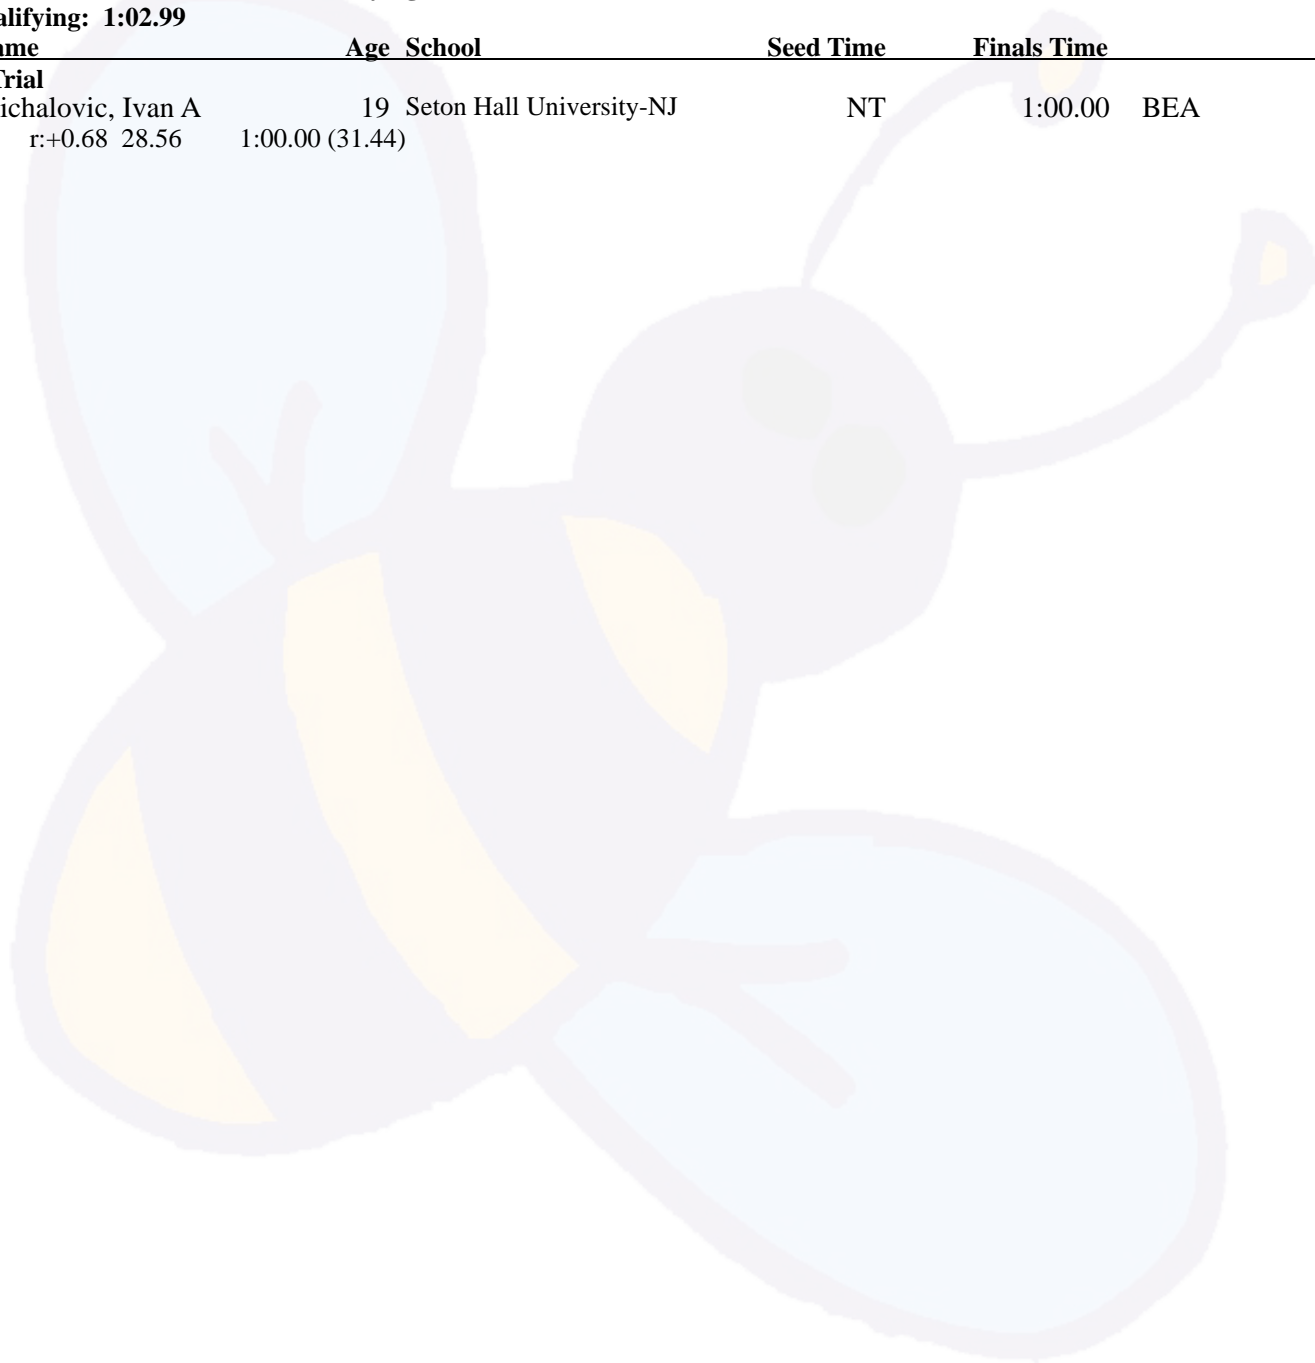 alifying: 1:02.99
ame Age School Seed Time Finals Time
Trial
ichalovic, Ivan A 19 Seton Hall University-NJ NT 1:00.00 BEA
r:+0.68 28.56 1:00.00 (31.44)